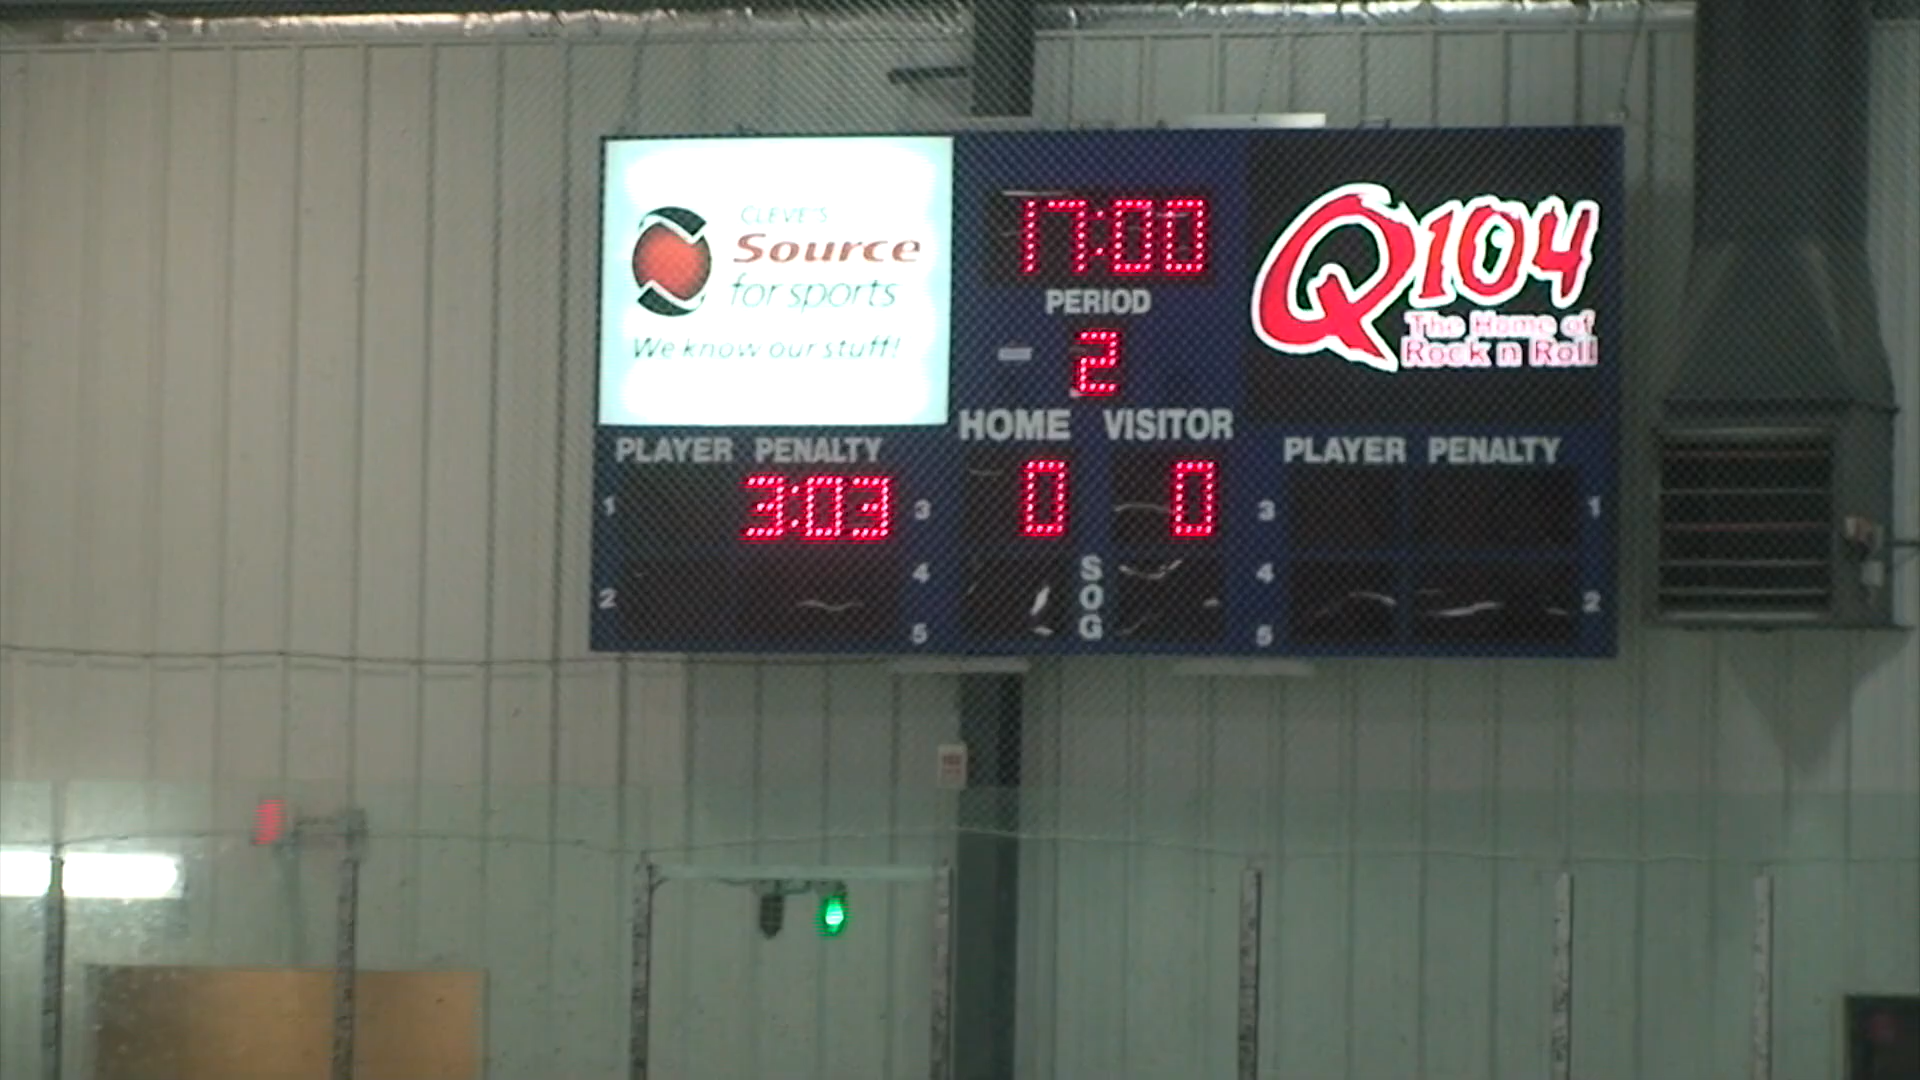 CLEVE'S
Source
for sports
We know our stuff!
17:00
PERIOD
2
Q104
The Home of
Rock n Roll
HOME VISITOR
PLAYER PENALTY
PLAYER PENALTY
1 3:03 3 0 0 3 1
2 4 SOG 4 2
5 5